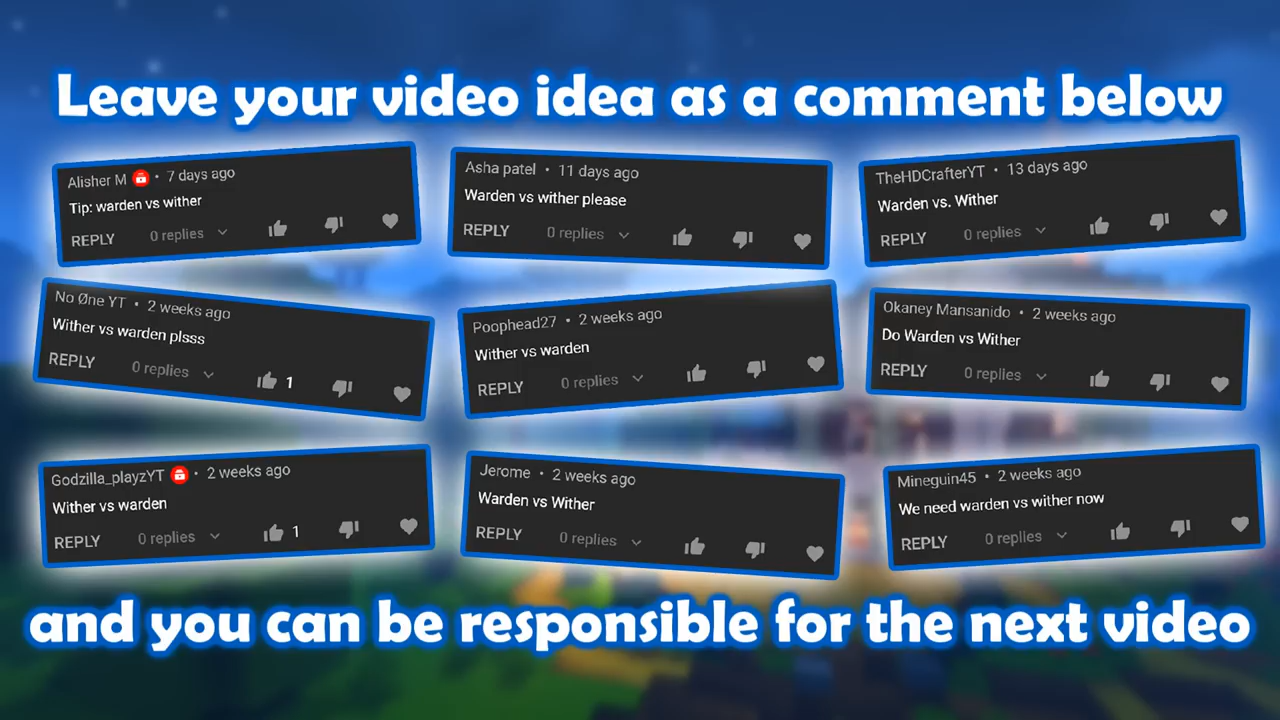 Leave your video idea as a comment below
Alisher M • 7 days ago
Tip: warden vs wither
REPLY 0 replies
Asha patel • 11 days ago
Warden vs wither please
REPLY 0 replies
TheHDCrafterYT • 13 days ago
Warden vs. Wither
REPLY 0 replies
No Øne YT • 2 weeks ago
Wither vs warden plsss
REPLY 0 replies 1
Poophead27 • 2 weeks ago
Wither vs warden
REPLY 0 replies
Okaney Mansanido • 2 weeks ago
Do Warden vs Wither
REPLY 0 replies
Godzilla_playzYT • 2 weeks ago
Wither vs warden
REPLY 0 replies 1
Jerome • 2 weeks ago
Warden vs Wither
REPLY 0 replies
Mineguin45 • 2 weeks ago
We need warden vs wither now
REPLY 0 replies
and you can be responsible for the next video